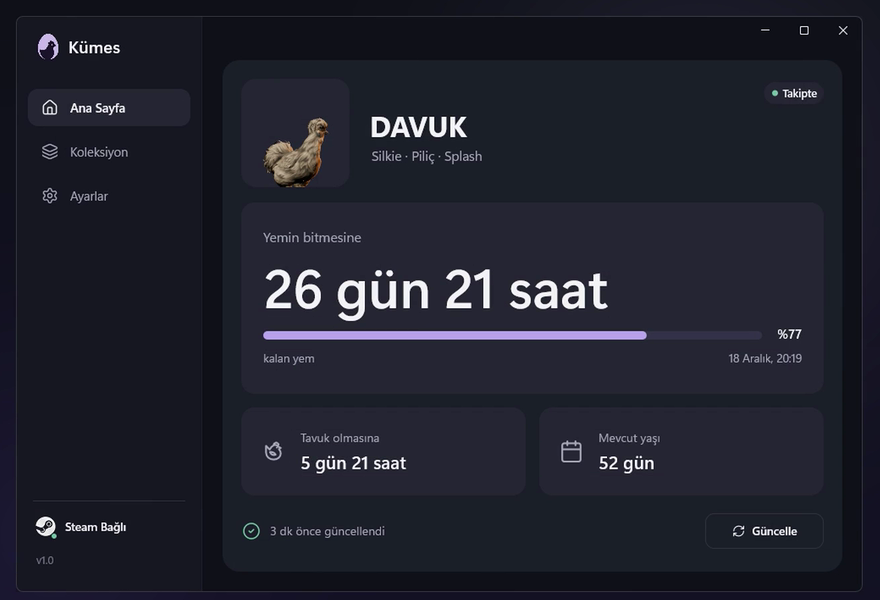 Kümes
Ana Sayfa
Koleksiyon
Ayarlar
Steam Bağlı
v1.0
Takipte
DAVUK
Silkie · Piliç · Splash
Yemin bitmesine
26 gün 21 saat
%77
kalan yem
18 Aralık, 20:19
Tavuk olmasına
5 gün 21 saat
Mevcut yaşı
52 gün
3 dk önce güncellendi
Güncelle